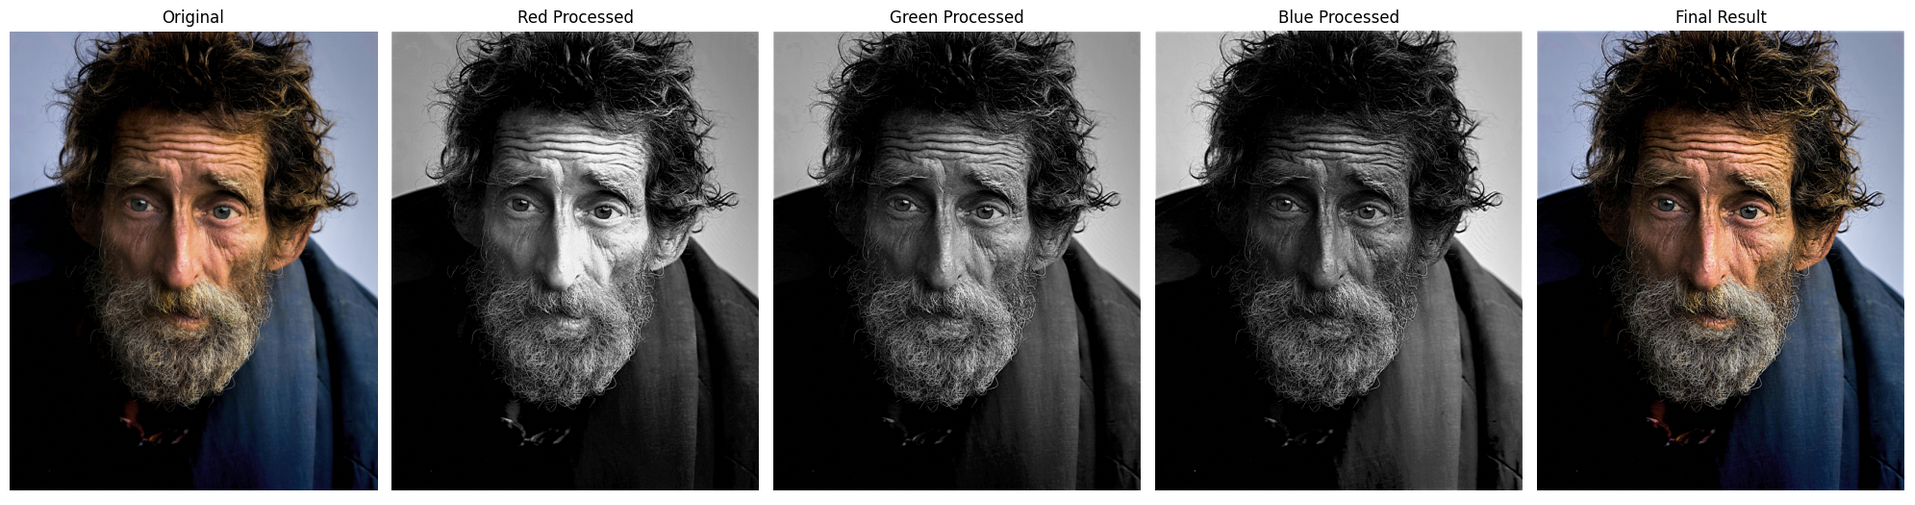 Original
Red Processed
Green Processed
Blue Processed
Final Result